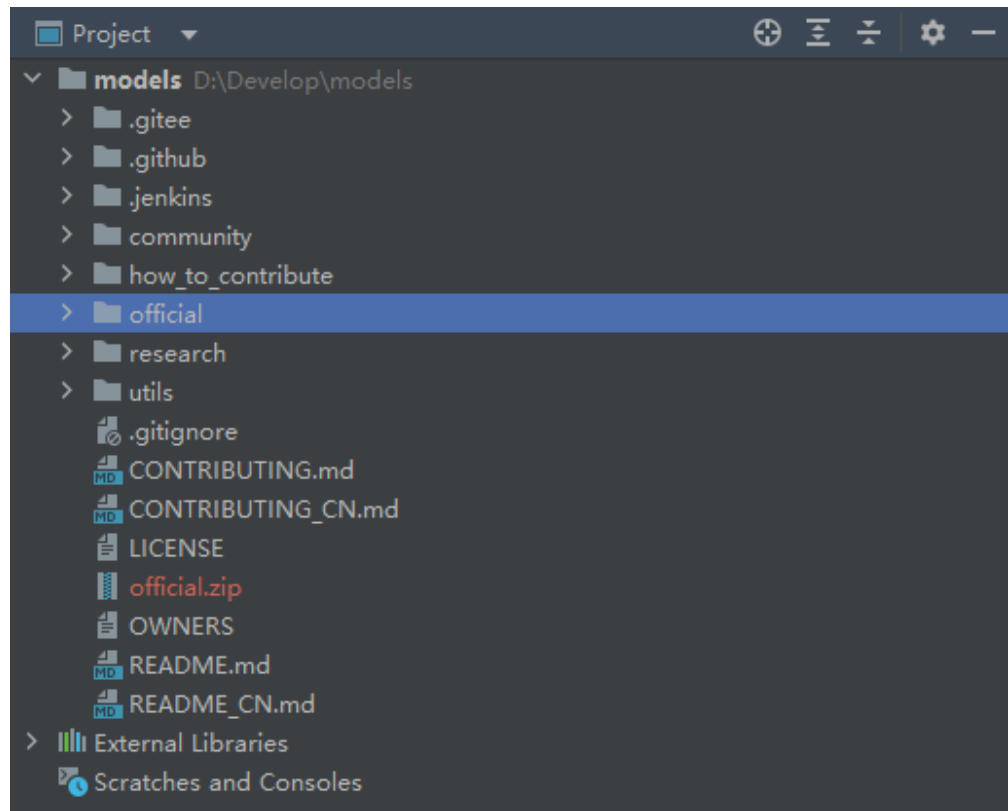 Project
models D:\Develop\models
.gitee
.github
.jenkins
community
how_to_contribute
official
research
utils
.gitignore
CONTRIBUTING.md
CONTRIBUTING_CN.md
LICENSE
official.zip
OWNERS
README.md
README_CN.md
External Libraries
Scratches and Consoles